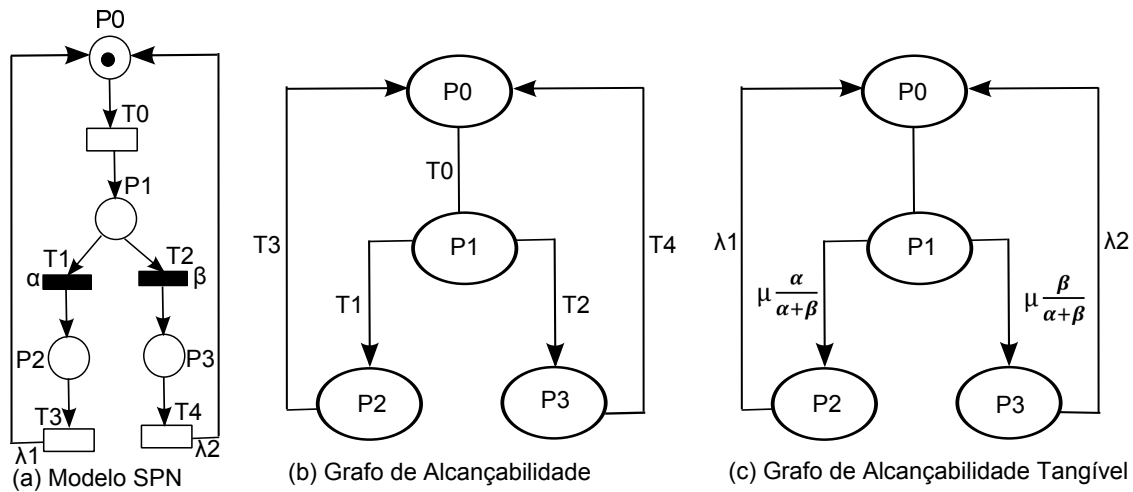 P0
T0
P1
T1
T2
α
β
P2
P3
T3
T4
λ1
λ2
(a) Modelo SPN
P0
T0
T3
P1
T4
T1
T2
P2
P3
(b) Grafo de Alcançabilidade
P0
λ1
P1
λ2
μ α/α+β
μ β/α+β
P2
P3
(c) Grafo de Alcançabilidade Tangível